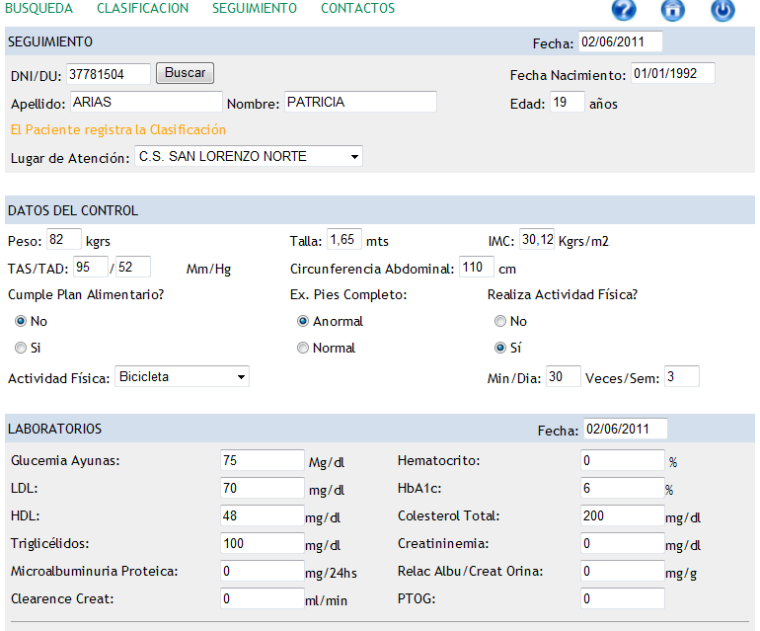 BUSQUEDA CLASIFICACION SEGUIMIENTO CONTACTOS ?
SEGUIMIENTO Fecha: 02/06/2011
DNI/DU: 37781504 Buscar Fecha Nacimiento: 01/01/1992
Apellido: ARIAS Nombre: PATRICIA Edad: 19 años
El Paciente registra la Clasificación
Lugar de Atención: C.S. SAN LORENZO NORTE
DATOS DEL CONTROL
Peso: 82 kgrs Talla: 1,65 mts IMC: 30,12 Kgrs/m2
TAS/TAD: 95 / 52 Mm/Hg Circunferencia Abdominal: 110 cm
Cumple Plan Alimentario? Ex. Pies Completo: Realiza Actividad Física?
No Anormal No
Si Normal Sí
Actividad Física: Bicicleta Min/Dia: 30 Veces/Sem: 3
LABORATORIOS Fecha: 02/06/2011
Glucemia Ayunas: 75 Mg/dl Hematocrito: 0 %
LDL: 70 mg/dl HbA1c: 6 %
HDL: 48 mg/dl Colesterol Total: 200 mg/dl
Triglicélidos: 100 mg/dl Creatininemia: 0 mg/dl
Microalbuminuria Proteica: 0 mg/24hs Relac Albu/Creat Orina: 0 mg/g
Clearence Creat: 0 ml/min PTOG: 0